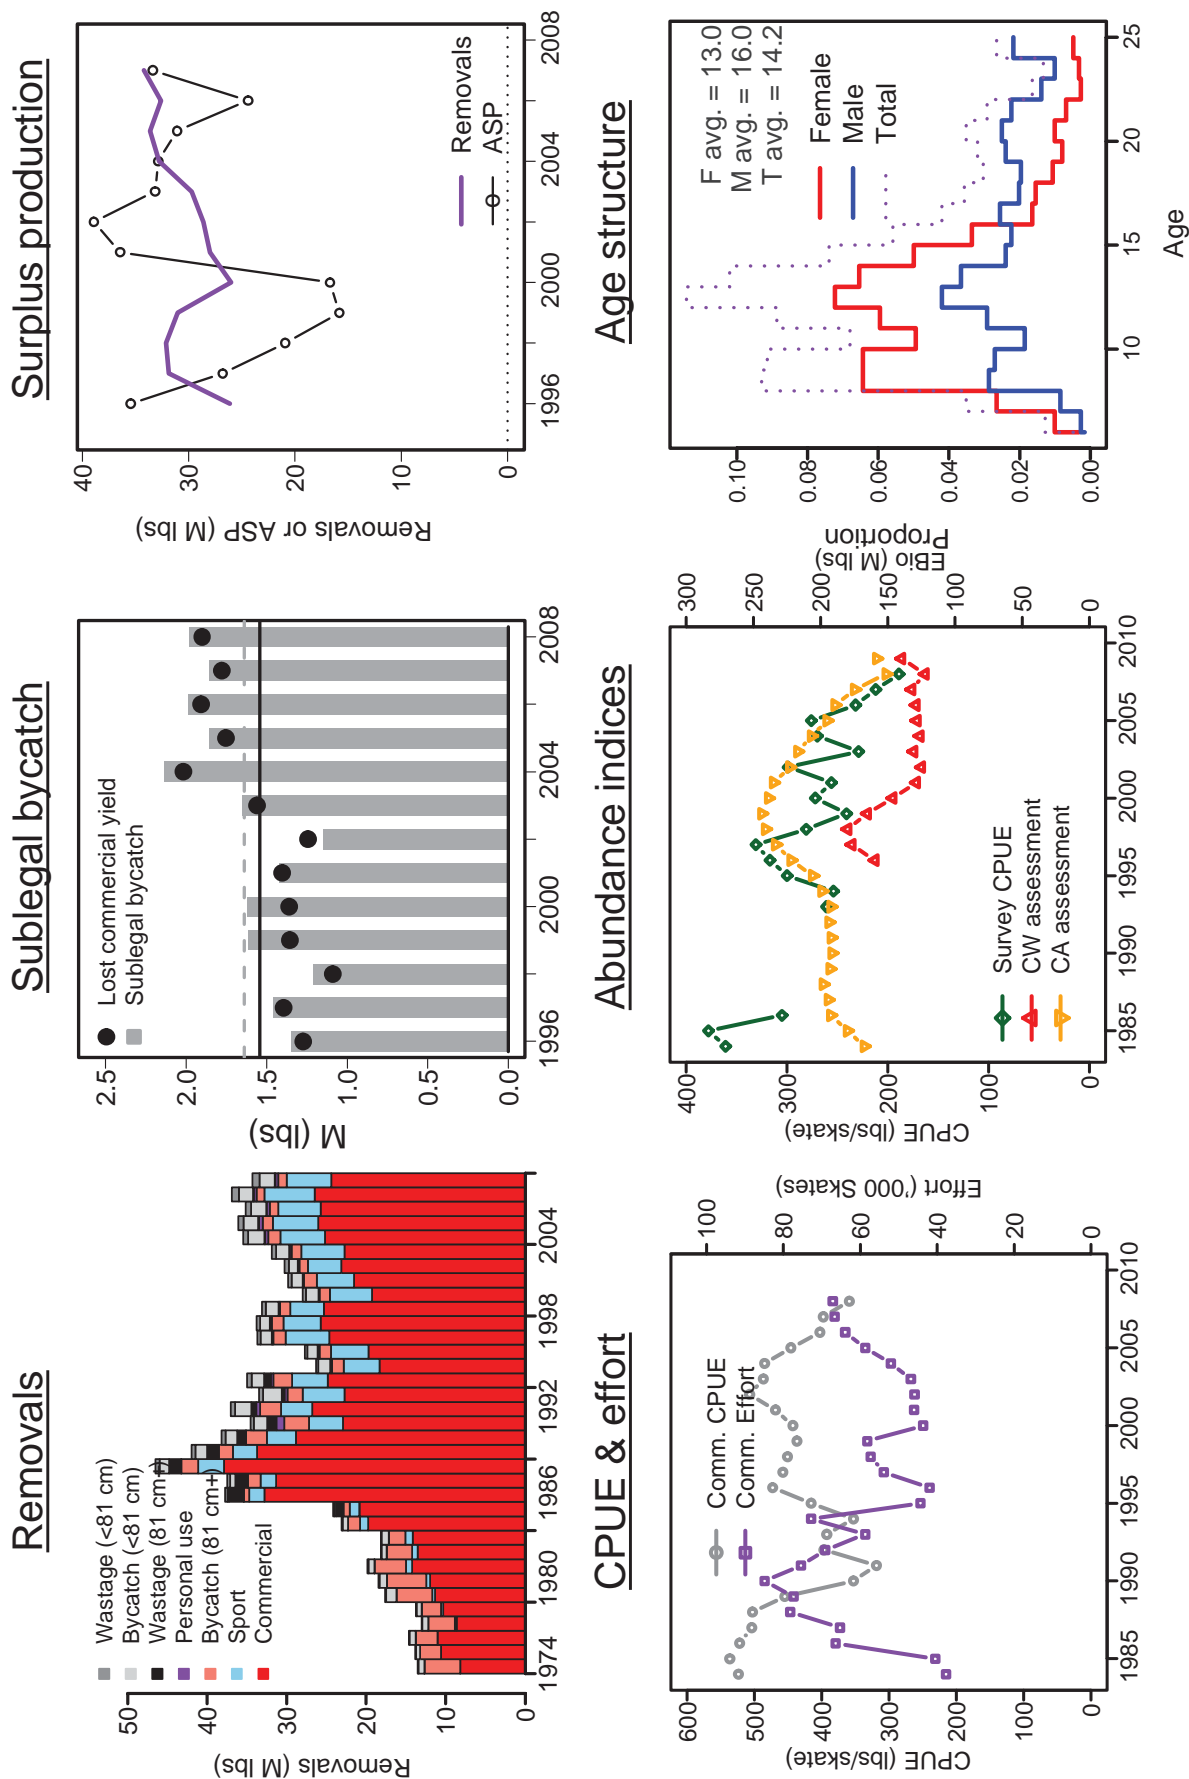 Removals
Wastage (<81 cm)
Bycatch (<81 cm)
Wastage (81 cm+)
Personal use
Bycatch (81 cm+)
Sport
Commercial
Removals (M lbs)
50
40
30
20
10
0
1974
1980
1986
1992
1998
2004
Sublegal bycatch
Lost commercial yield
Sublegal bycatch
M (lbs)
2.5
2.0
1.5
1.0
0.5
0.0
1996
2000
2004
2008
Surplus production
Removals
ASP
Removals or ASP (M lbs)
40
30
20
10
0
1996
2000
2004
2008
CPUE & effort
Comm. CPUE
Comm. Effort
CPUE (lbs/skate)
600
500
400
300
200
100
0
Effort ('000 Skates)
100
80
60
40
20
0
1985
1990
1995
2000
2005
2010
Abundance indices
Survey CPUE
CW assessment
CA assessment
CPUE (lbs/skate)
400
300
200
100
0
EBio (M lbs)
300
250
200
150
100
50
0
1985
1990
1995
2000
2005
2010
Age structure
F avg. = 13.0
M avg. = 16.0
T avg. = 14.2
Female
Male
Total
Proportion
0.10
0.08
0.06
0.04
0.02
0.00
10
15
20
25
Age